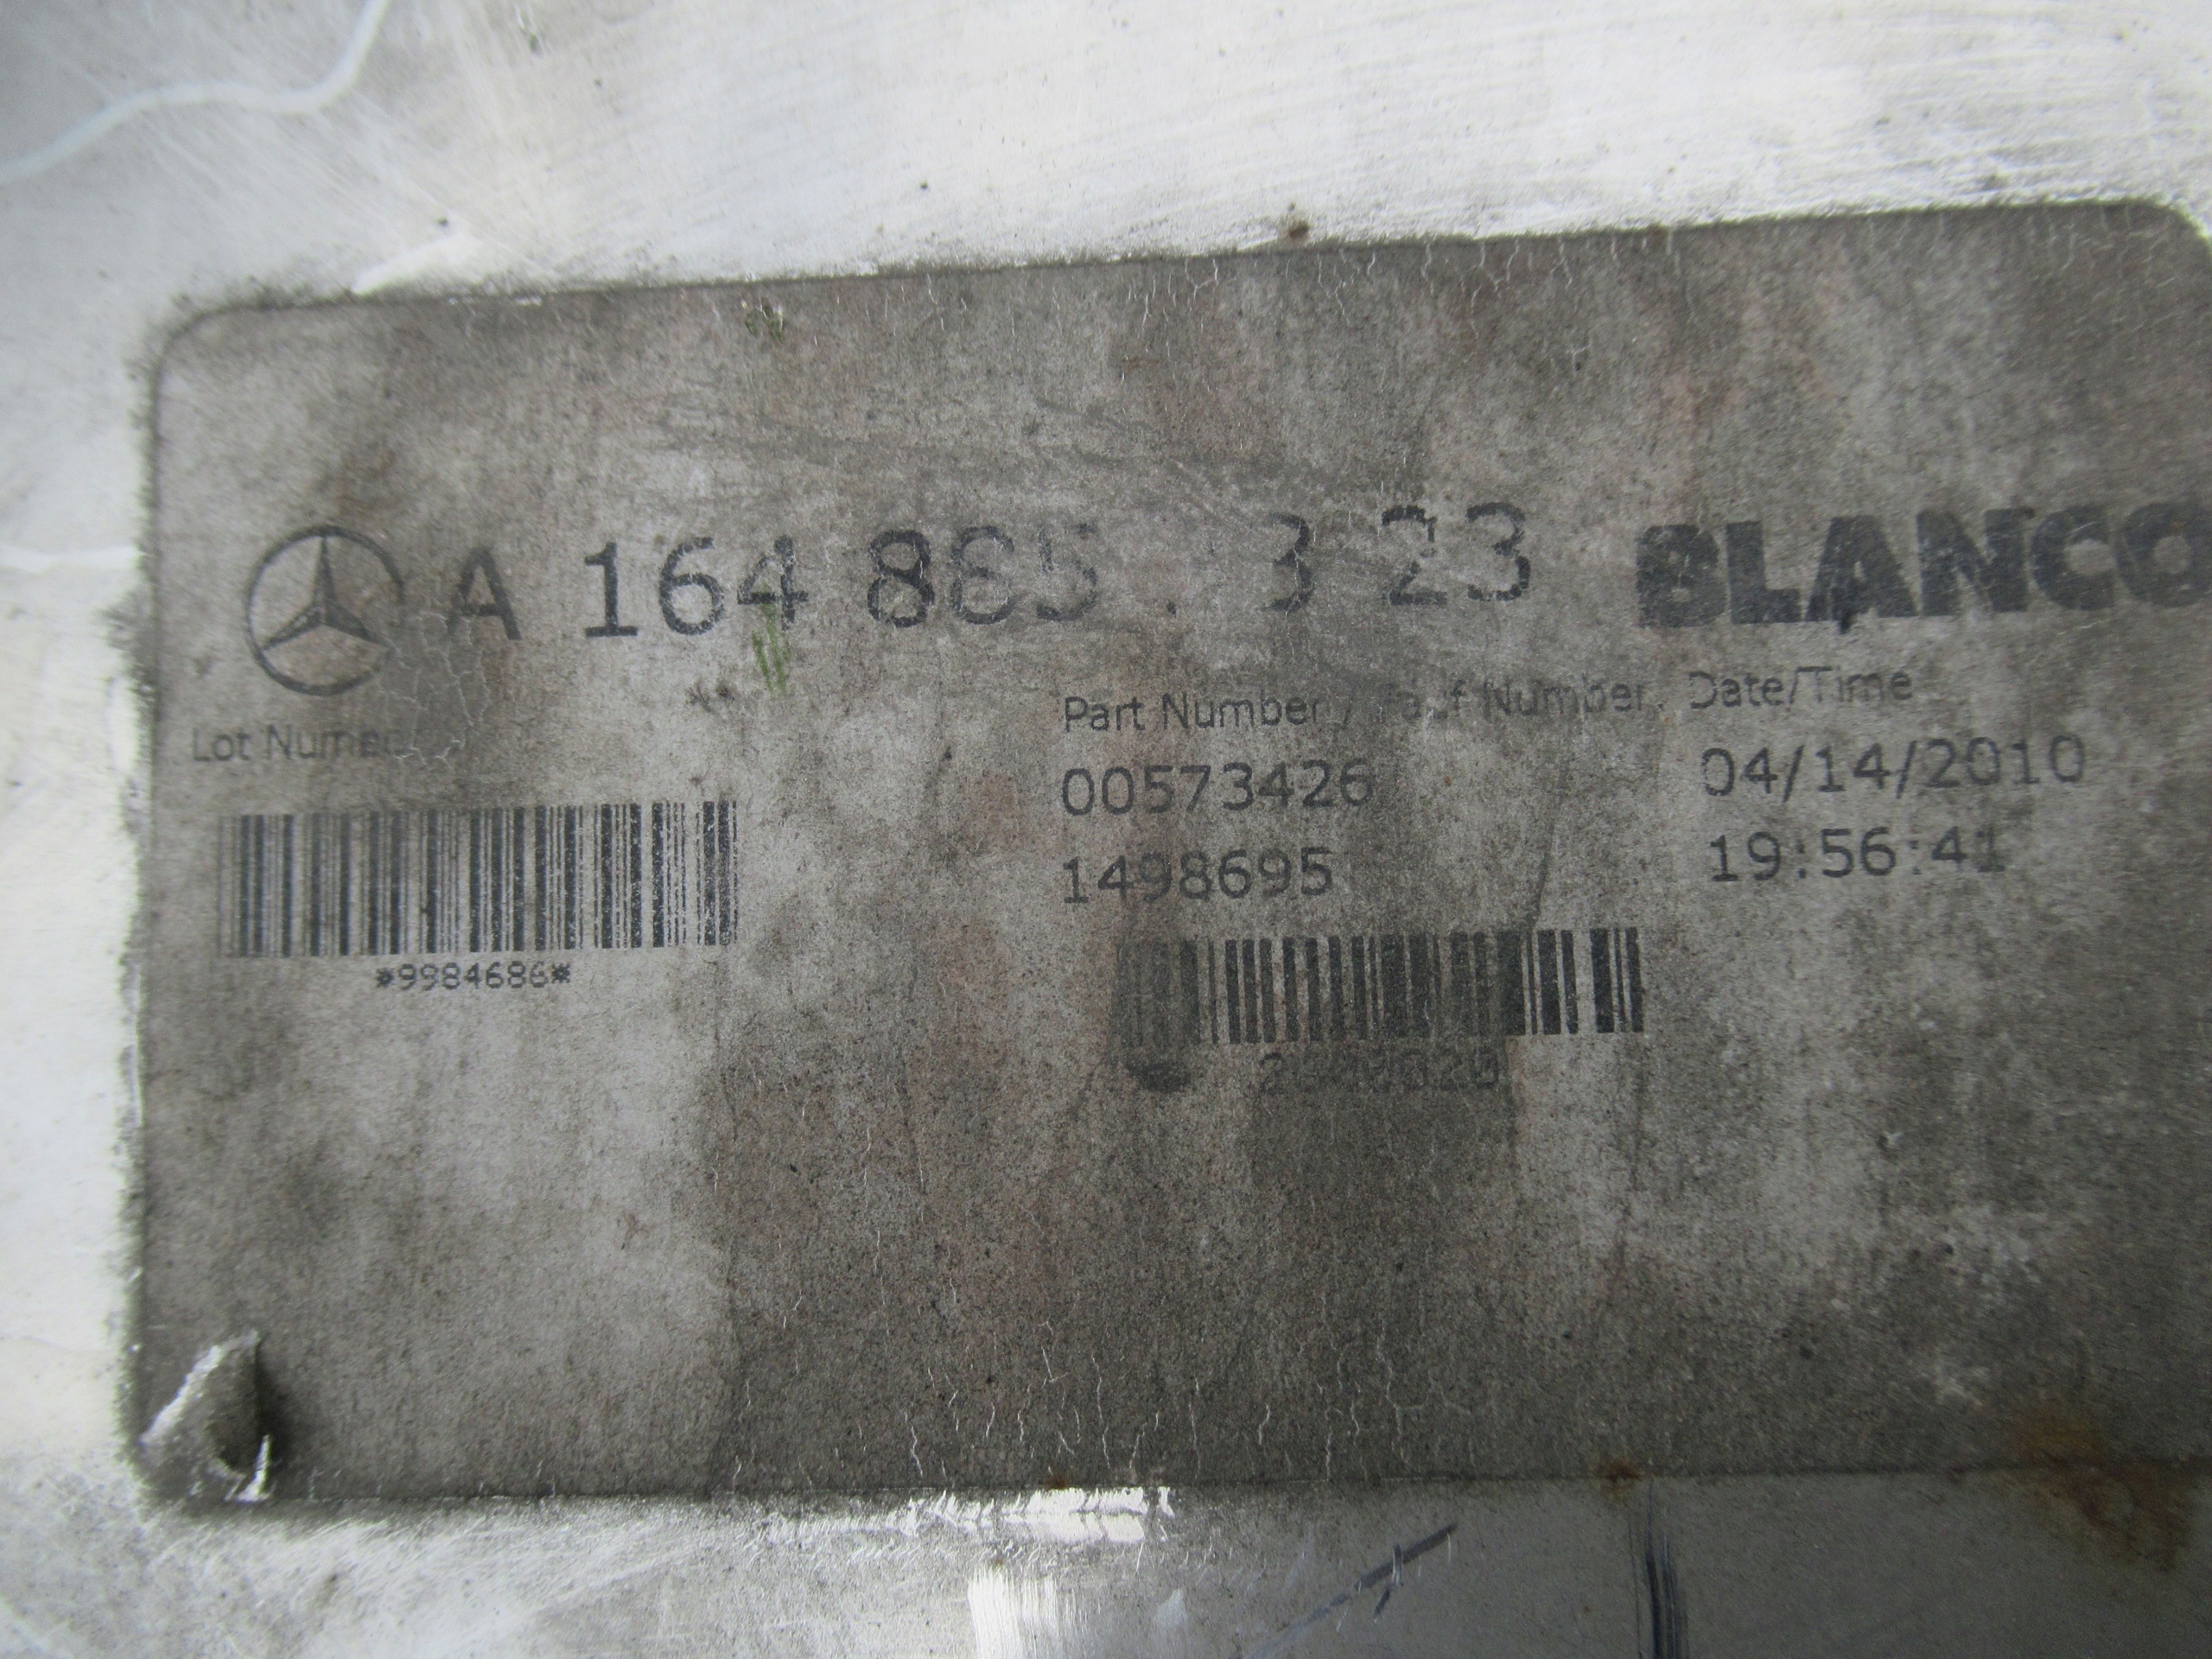 A 164 885 23 BLANCO
Lot Number
Part Number / Number, Date/Time
00573426 04/14/2010
1498695 19:56:41
*9984686*